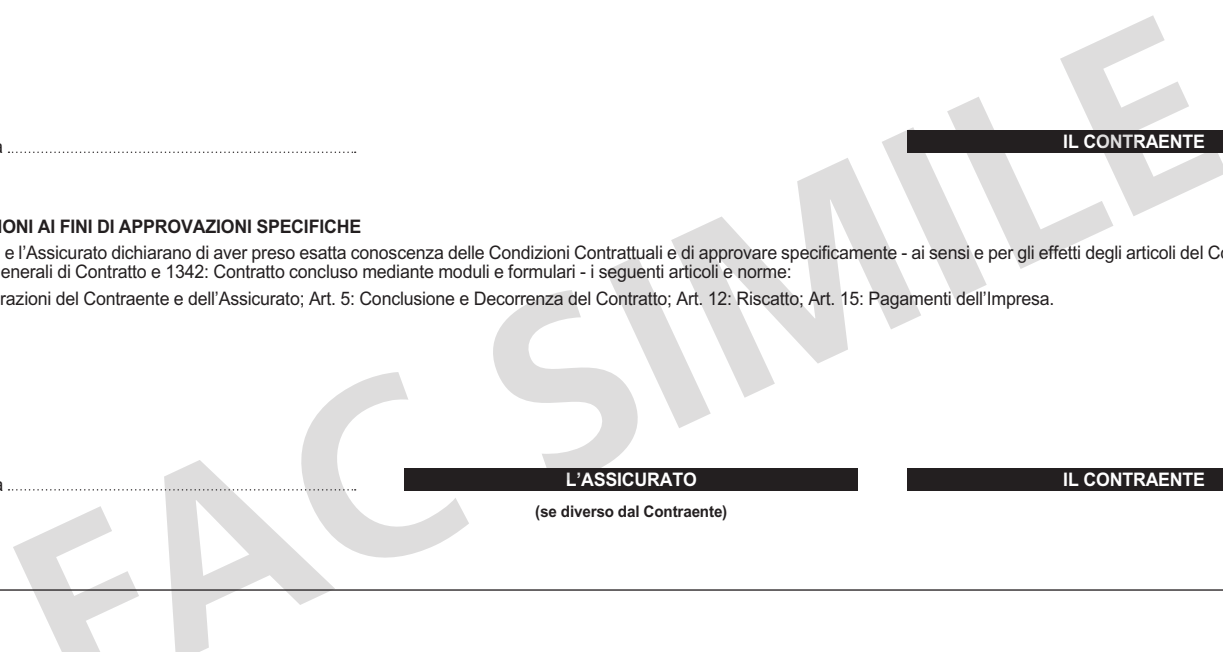 a ..........
IL CONTRAENTE
IONI AI FINI DI APPROVAZIONI SPECIFICHE
e l’Assicurato dichiarano di aver preso esatta conoscenza delle Condizioni Contrattuali e di approvare specificamente - ai sensi e per gli effetti degli articoli del Co
enerali di Contratto e 1342: Contratto concluso mediante moduli e formulari - i seguenti articoli e norme:
razioni del Contraente e dell’Assicurato; Art. 5: Conclusione e Decorrenza del Contratto; Art. 12: Riscatto; Art. 15: Pagamenti dell’Impresa.
a ..........
L’ASSICURATO
IL CONTRAENTE
(se diverso dal Contraente)
FAC SIMILE